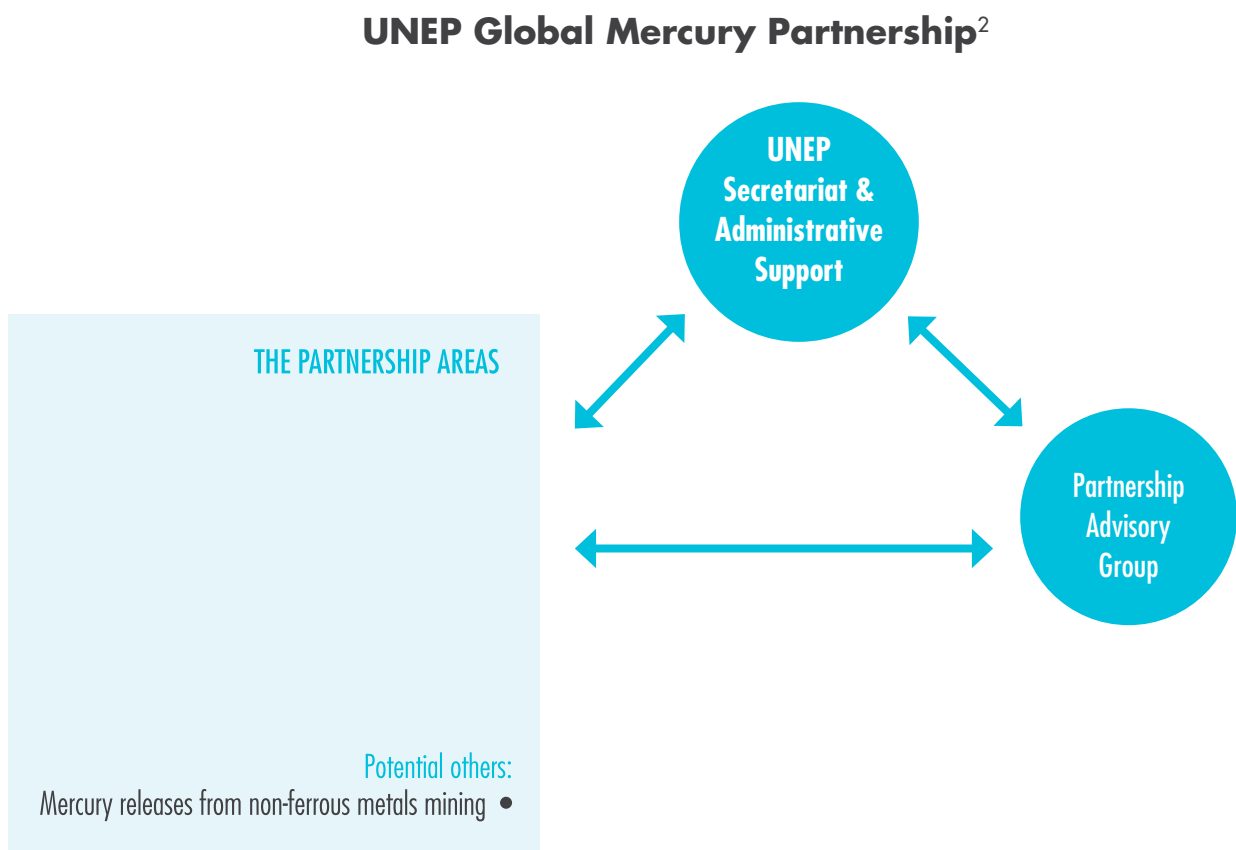 UNEP Global Mercury Partnership2
UNEP
Secretariat &
Administrative
Support
THE PARTNERSHIP AREAS
Partnership
Advisory
Group
Potential others:
Mercury releases from non-ferrous metals mining •